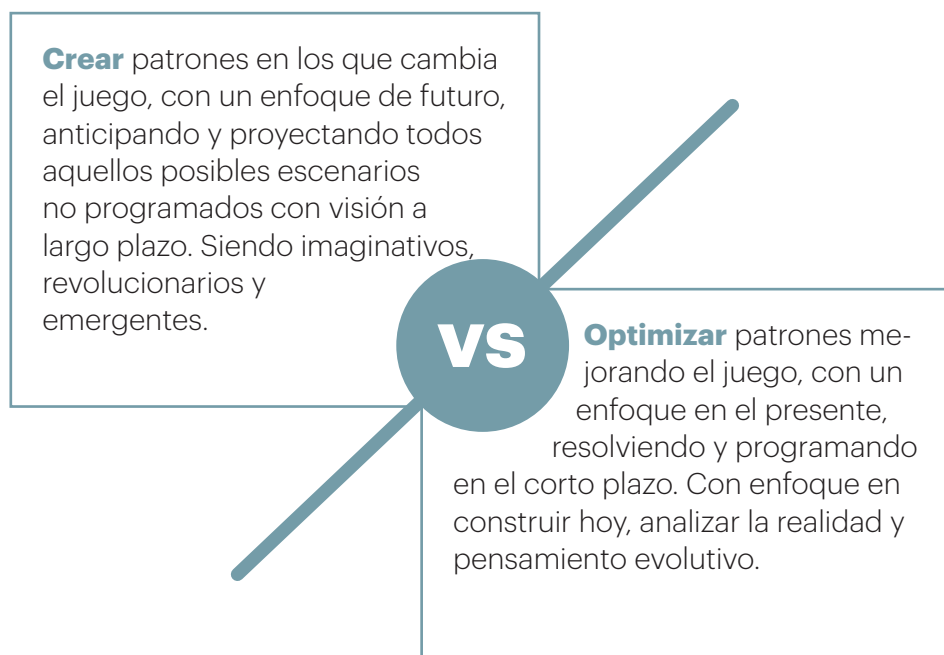 Crear patrones en los que cambia
el juego, con un enfoque de futuro,
anticipando y proyectando todos
aquellos posibles escenarios
no programados con visión a
largo plazo. Siendo imaginativos,
revolucionarios y
emergentes.
VS
Optimizar patrones me-
jorando el juego, con un
enfoque en el presente,
resolviendo y programando
en el corto plazo. Con enfoque en
construir hoy, analizar la realidad y
pensamiento evolutivo.